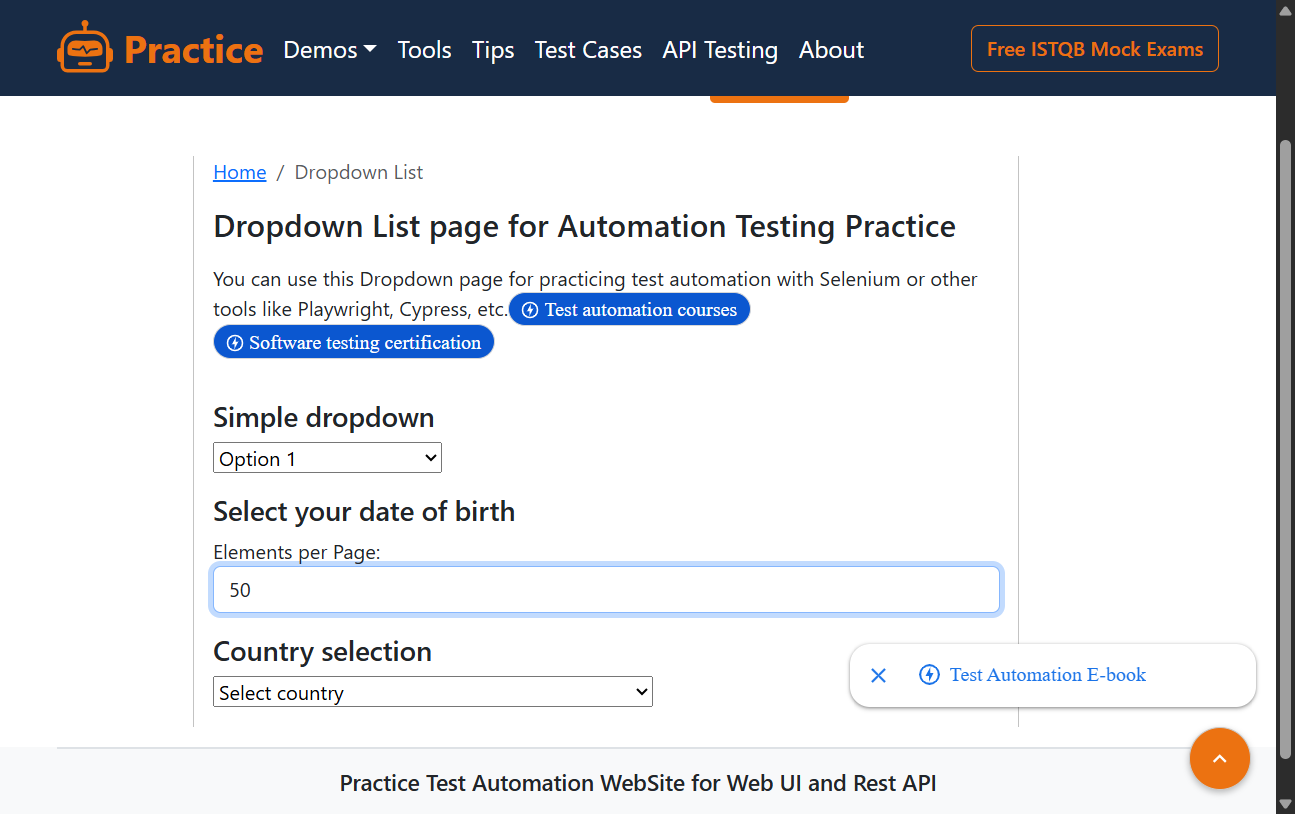 Practice Demos Tools Tips Test Cases API Testing About Free ISTQB Mock Exams
Home / Dropdown List
Dropdown List page for Automation Testing Practice
You can use this Dropdown page for practicing test automation with Selenium or other
tools like Playwright, Cypress, etc. Test automation courses
Software testing certification
Simple dropdown
Option 1
Select your date of birth
Elements per Page:
50
Country selection
Test Automation E-book
Select country
Practice Test Automation WebSite for Web UI and Rest API